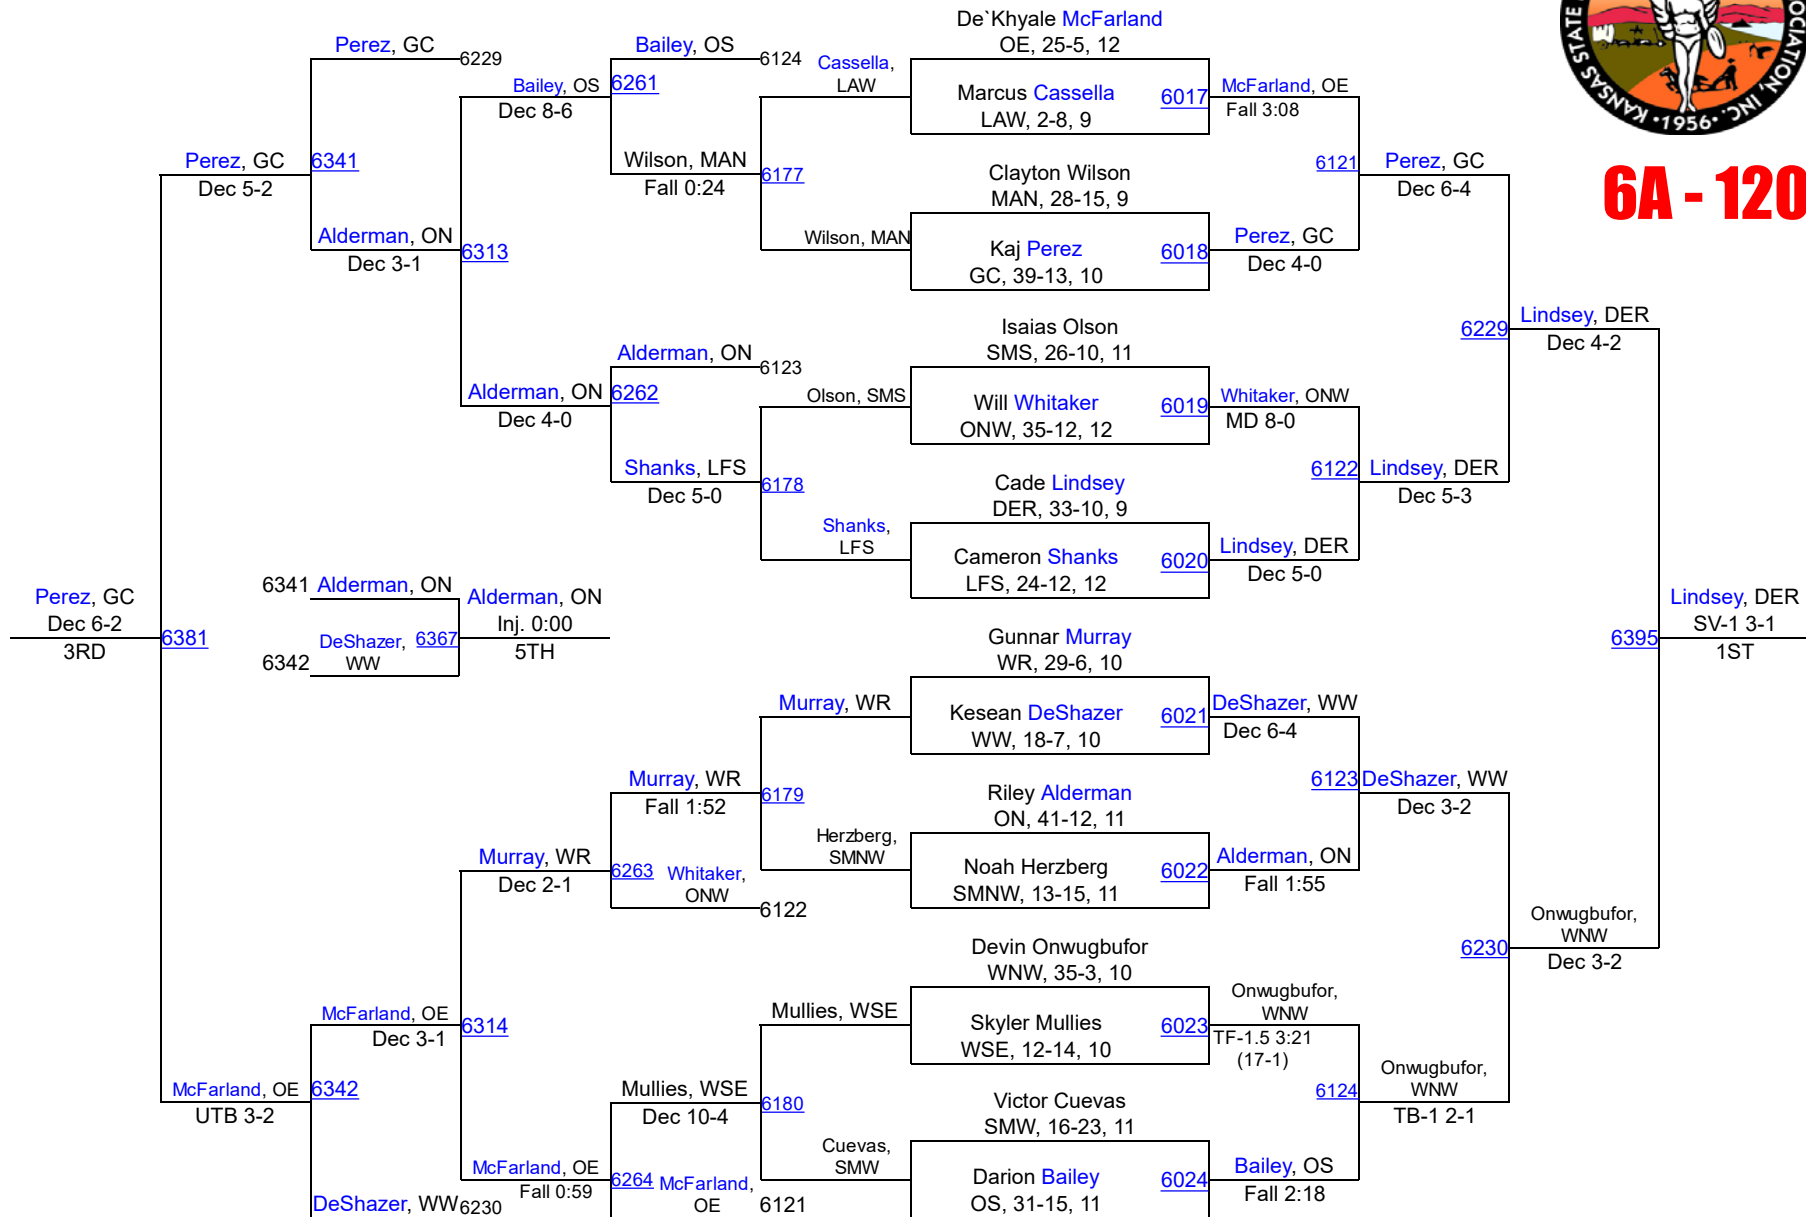 KANSAS STATE
OCIATION, INC.
•1956•
6A - 120
Perez, GC
6229
Bailey, OS
6124
Bailey, OS
6261
Dec 8-6
Cassella,
LAW
De`Khyale McFarland
OE, 25-5, 12
Marcus Cassella
LAW, 2-8, 9
6017
McFarland, OE
Fall 3:08
Perez, GC
6341
Dec 5-2
Wilson, MAN
6177
Fall 0:24
Clayton Wilson
MAN, 28-15, 9
6121
Perez, GC
Dec 6-4
Alderman, ON
6313
Dec 3-1
Wilson, MAN
Kaj Perez
GC, 39-13, 10
6018
Perez, GC
Dec 4-0
Isaias Olson
SMS, 26-10, 11
6229
Lindsey, DER
Dec 4-2
Alderman, ON
6123
Alderman, ON
6262
Dec 4-0
Olson, SMS
Will Whitaker
ONW, 35-12, 12
6019
Whitaker, ONW
MD 8-0
Shanks, LFS
6178
Dec 5-0
Cade Lindsey
DER, 33-10, 9
6122
Lindsey, DER
Dec 5-3
Shanks,
LFS
Cameron Shanks
LFS, 24-12, 12
6020
Lindsey, DER
Dec 5-0
Perez, GC
Dec 6-2
3RD
6381
6341
Alderman, ON
DeShazer,
WW
6342
6367
Alderman, ON
Inj. 0:00
5TH
Lindsey, DER
6395
SV-1 3-1
1ST
Gunnar Murray
WR, 29-6, 10
Murray, WR
Kesean DeShazer
WW, 18-7, 10
6021
DeShazer, WW
Dec 6-4
Murray, WR
6179
Fall 1:52
Riley Alderman
ON, 41-12, 11
6123
DeShazer, WW
Dec 3-2
Murray, WR
Dec 2-1
6263
Whitaker,
ONW
6122
Herzberg,
SMNW
Noah Herzberg
SMNW, 13-15, 11
6022
Alderman, ON
Fall 1:55
Devin Onwugbufor
WNW, 35-3, 10
6230
Onwugbufor,
WNW
Dec 3-2
McFarland, OE
6314
Dec 3-1
Mullies, WSE
Skyler Mullies
WSE, 12-14, 10
6023
Onwugbufor,
WNW
TF-1.5 3:21
(17-1)
McFarland, OE
6342
UTB 3-2
Mullies, WSE
6180
Dec 10-4
Victor Cuevas
SMW, 16-23, 11
6124
Onwugbufor,
WNW
TB-1 2-1
McFarland, OE
Fall 0:59
6264
McFarland,
OE
6121
Cuevas,
SMW
Darion Bailey
OS, 31-15, 11
6024
Bailey, OS
Fall 2:18
DeShazer, WW
6230